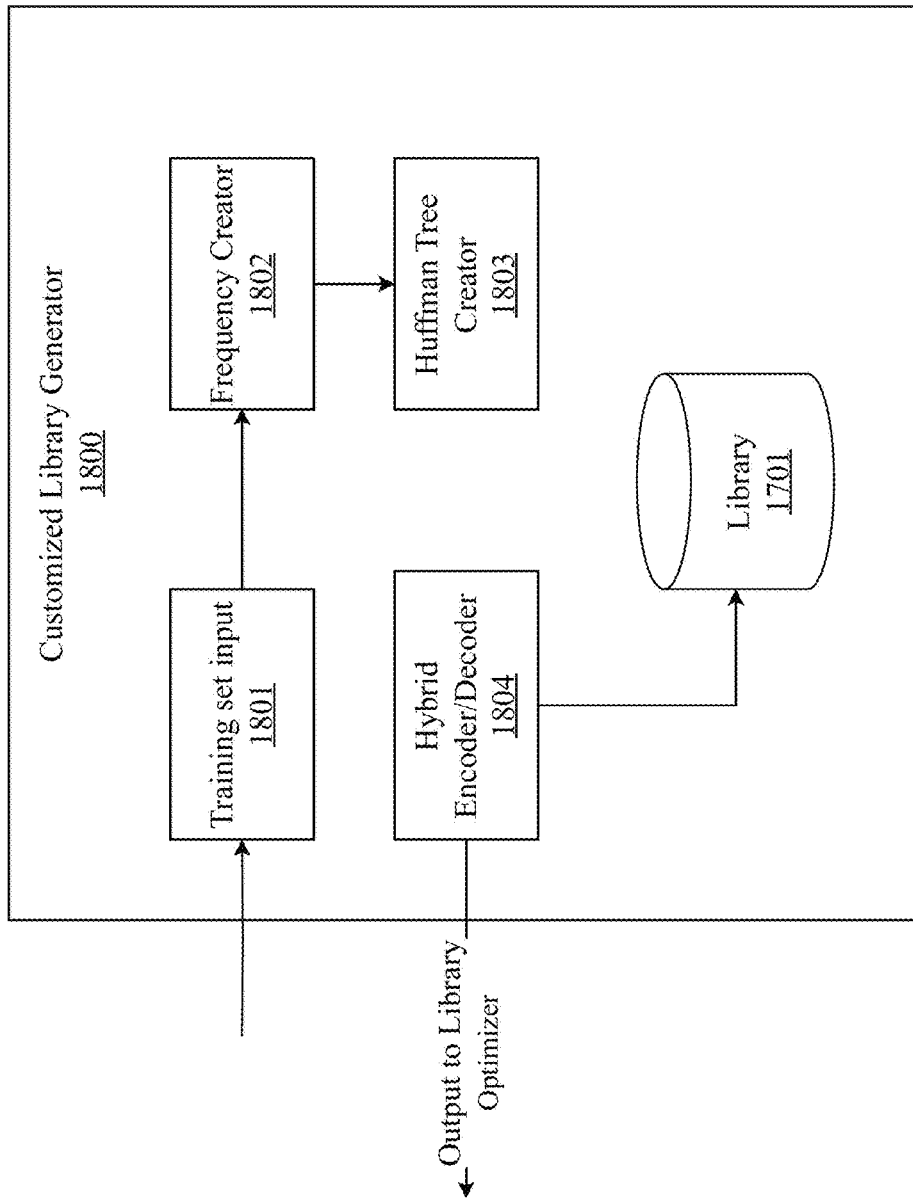 Customized Library Generator
1800
Training set input
1801
Frequency Creator
1802
Hybrid
Encoder/Decoder
1804
Huffman Tree
Creator
1803
Library
1701
Output to Library
Optimizer